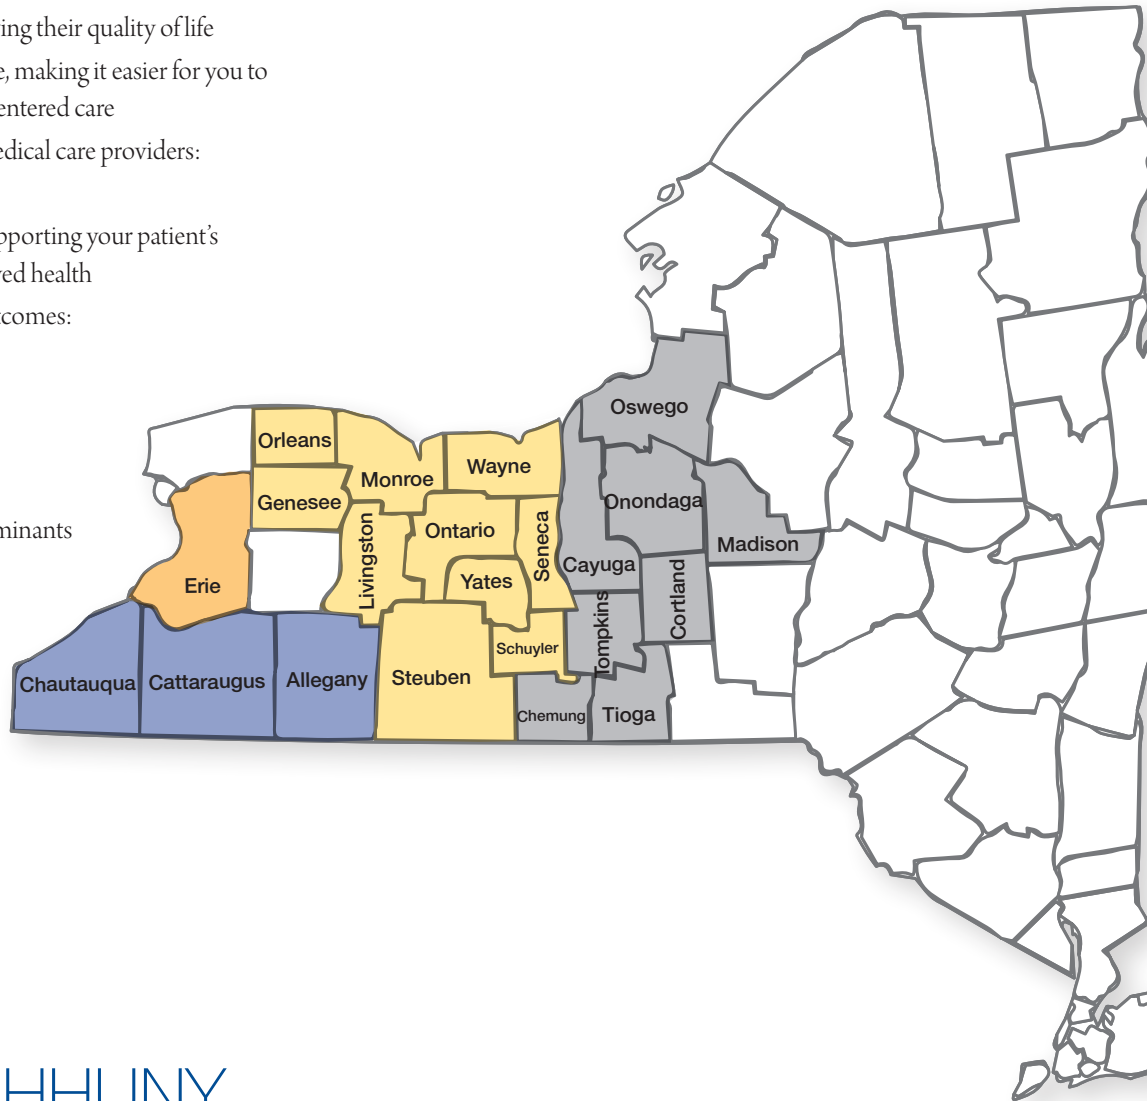 ing their quality of life
e, making it easier for you to
entered care
edical care providers:
pporting your patient's
ved health
tcomes:
minants
Oswego
Orleans
Monroe
Wayne
Genesee
Onondaga
Ontario
Livingston
Seneca
Madison
Cayuga
Yates
Erie
Cortland
Tompkins
Schuyler
Chautauqua
Cattaraugus
Allegany
Steuben
Chemung
Tioga
HHUNY